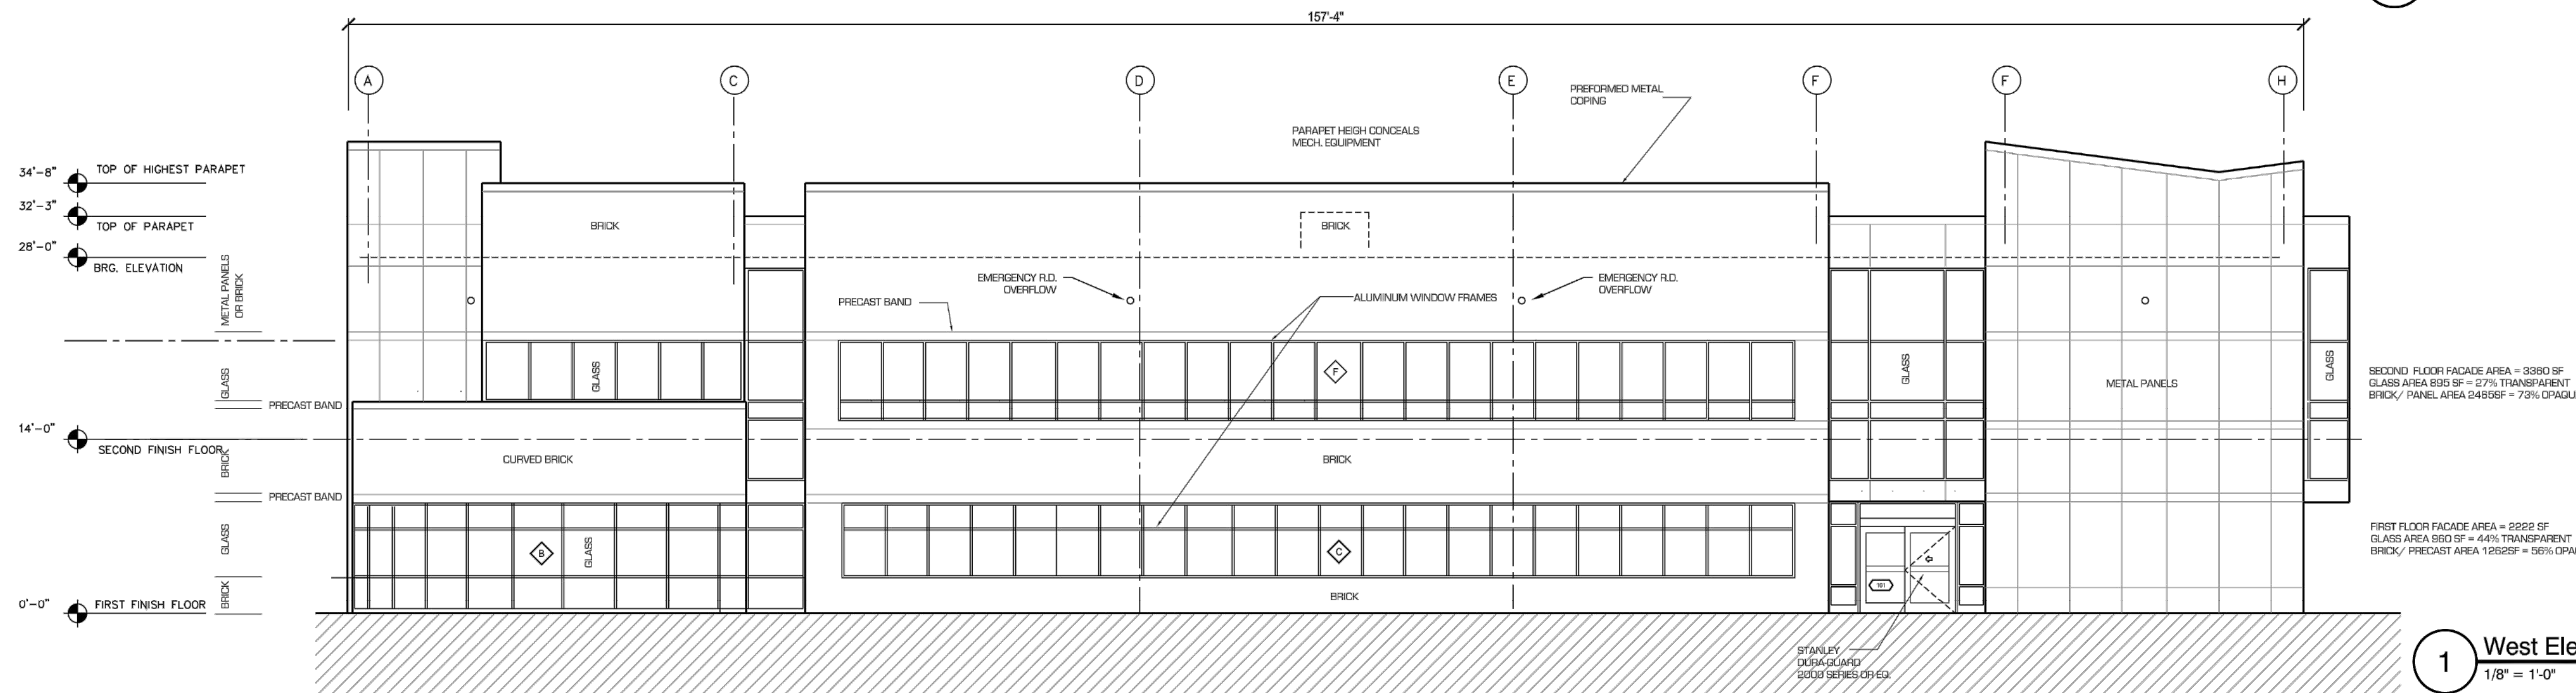 157'-4"
A
C
D
E
F
F
H
PREFORMED METAL
COPING
PARAPET HEIGH CONCEALS
MECH. EQUIPMENT
34'-8"
TOP OF HIGHEST PARAPET
32'-3"
TOP OF PARAPET
28'-0"
BRG. ELEVATION
METAL PANELS
OR BRICK
BRICK
BRICK
EMERGENCY R.D.
OVERFLOW
EMERGENCY R.D.
OVERFLOW
PRECAST BAND
ALUMINUM WINDOW FRAMES
GLASS
GLASS
F
GLASS
GLASS
METAL PANELS
SECOND FLOOR FACADE AREA = 3360 SF
GLASS AREA 895 SF = 27% TRANSPARENT
BRICK/ PANEL AREA 2465SF = 73% OPAQU
PRECAST BAND
14'-0"
SECOND FINISH FLOOR
BRICK
CURVED BRICK
BRICK
PRECAST BAND
GLASS
B
GLASS
C
FIRST FLOOR FACADE AREA = 2222 SF
GLASS AREA 960 SF = 44% TRANSPARENT
BRICK/ PRECAST AREA 1262SF = 56% OPA
101
BRICK
BRICK
0'-0"
FIRST FINISH FLOOR
STANLEY
DURA-GUARD
2000 SERIES OR EQ.
1
West Ele
1/8" = 1'-0"